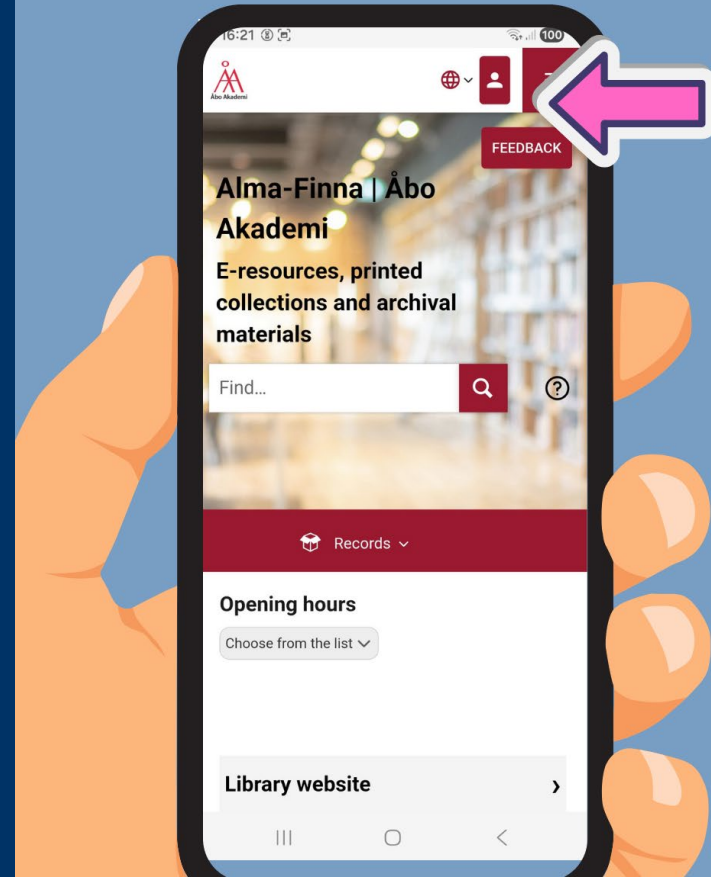 16:21
100
Åbo Akademi
FEEDBACK
Alma-Finna | Åbo
Akademi
E-resources, printed
collections and archival
materials
Find...
Records
Opening hours
Choose from the list
Library website